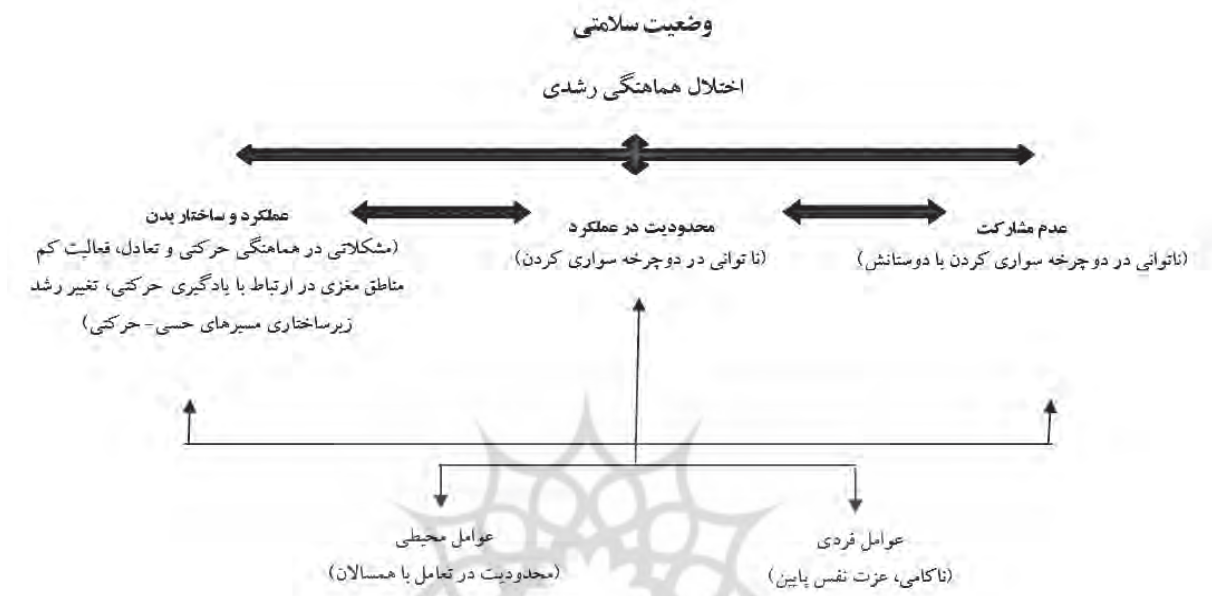 وضعیت سلامتی
اختلال هماهنگی رشدی
عملکرد و ساختار بدن
(مشکلاتی در هماهنگی حرکتی و تعادل، فعالیت کم
مناطق مغزی در ارتباط با یادگیری حرکتی، تغییر رشد
زیرساختاری مسیرهای حسی- حرکتی)
محدودیت در عملکرد
(نا توانی در دوچرخه سواری کردن)
عدم مشارکت
(ناتوانی در دوچرخه سواری کردن با دوستانش)
عوامل محیطی
(محدودیت در تعامل با همسالان)
عوامل فردی
(ناکامی، عزت نفس پایین)